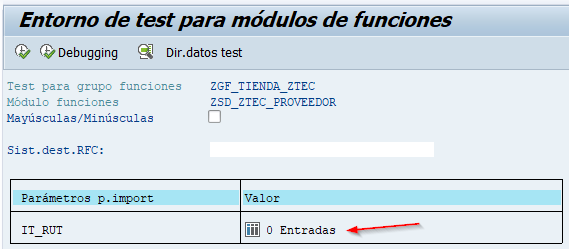 Entorno de test para módulos de funciones
Debugging Dir.datos test
Test para grupo funciones ZGF_TIENDA_ZTEC
Módulo funciones ZSD_ZTEC_PROVEEDOR
Mayúsculas/Minúsculas
Sist.dest.RFC:
Parámetros p.import Valor
IT_RUT 0 Entradas